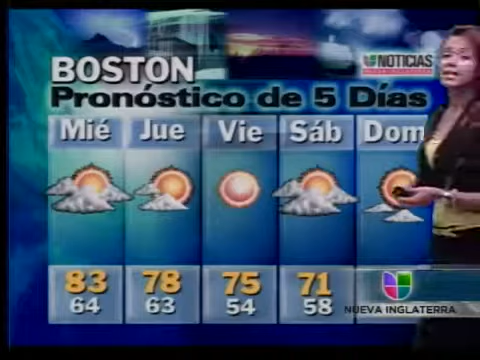 BOSTON
NOTICIAS
Pronóstico de 5 Días
Mié Jue Vie Sáb Dom
83 78 75 71
64 63 54 58
NUEVA INGLATERRA